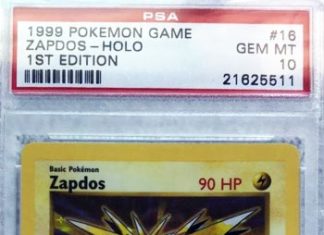 PSA
1999 POKEMON GAME #16
ZAPDOS - HOLO GEM MT
1ST EDITION 10
21625511
Basic Pokémon
Zapdos 90 HP